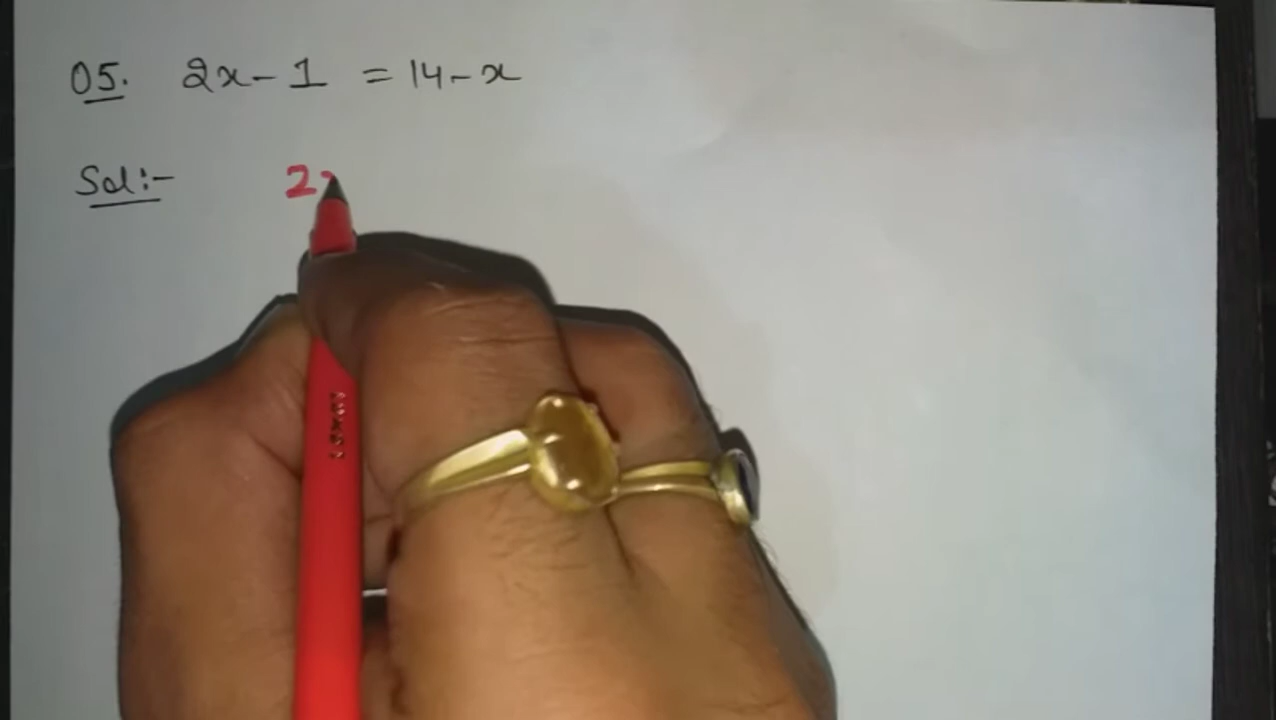 05. 2x - 1 = 14 - x
Sol:-
2